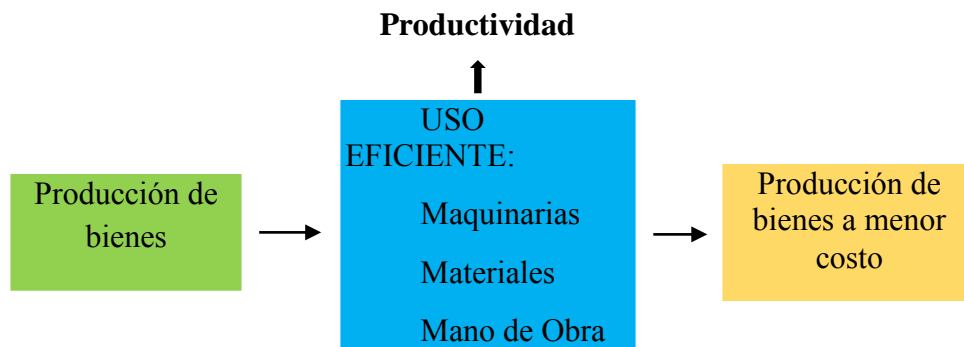 Productividad
USO
EFICIENTE:
Maquinarias
Materiales
Mano de Obra
Producción de
bienes
Producción de
bienes a menor
costo